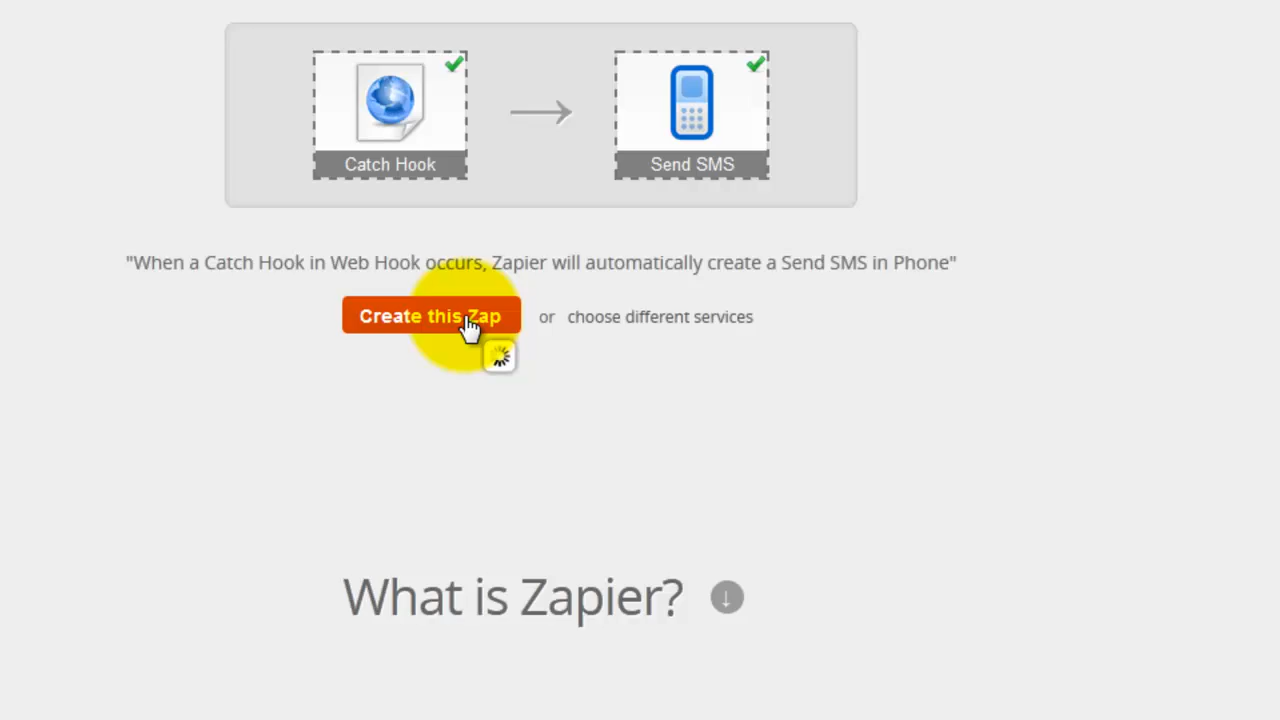 Catch Hook
Send SMS
"When a Catch Hook in Web Hook occurs, Zapier will automatically create a Send SMS in Phone"
Create this Zap or choose different services
What is Zapier?